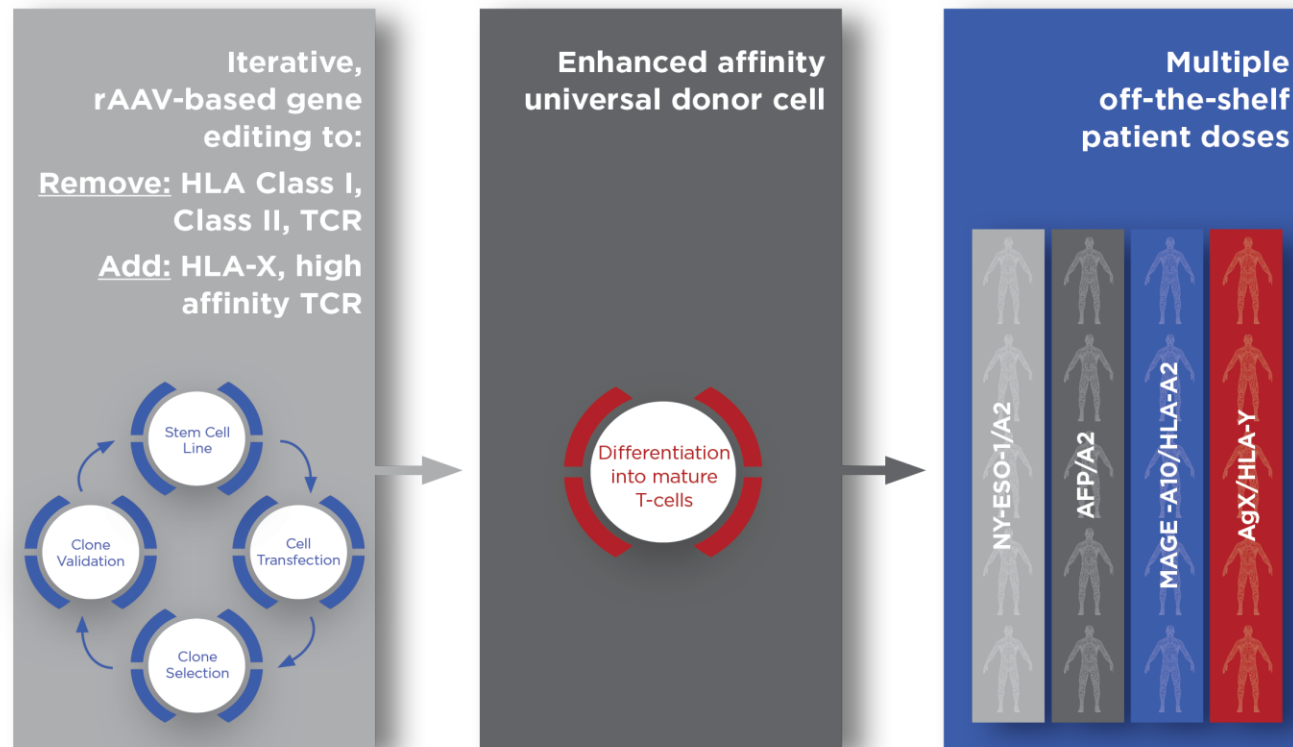 Iterative,
rAAV-based gene
editing to:
Remove: HLA Class I,
Class II, TCR
Add: HLA-X, high
affinity TCR
Stem Cell
Line
Cell
Transfection
Clone
Selection
Clone
Validation
Enhanced affinity
universal donor cell
Differentiation
into mature
T-cells
Multiple
off-the-shelf
patient doses
NY-ESO-1/A2
AFP/A2
MAGE -A10/HLA-A2
AgX/HLA-Y